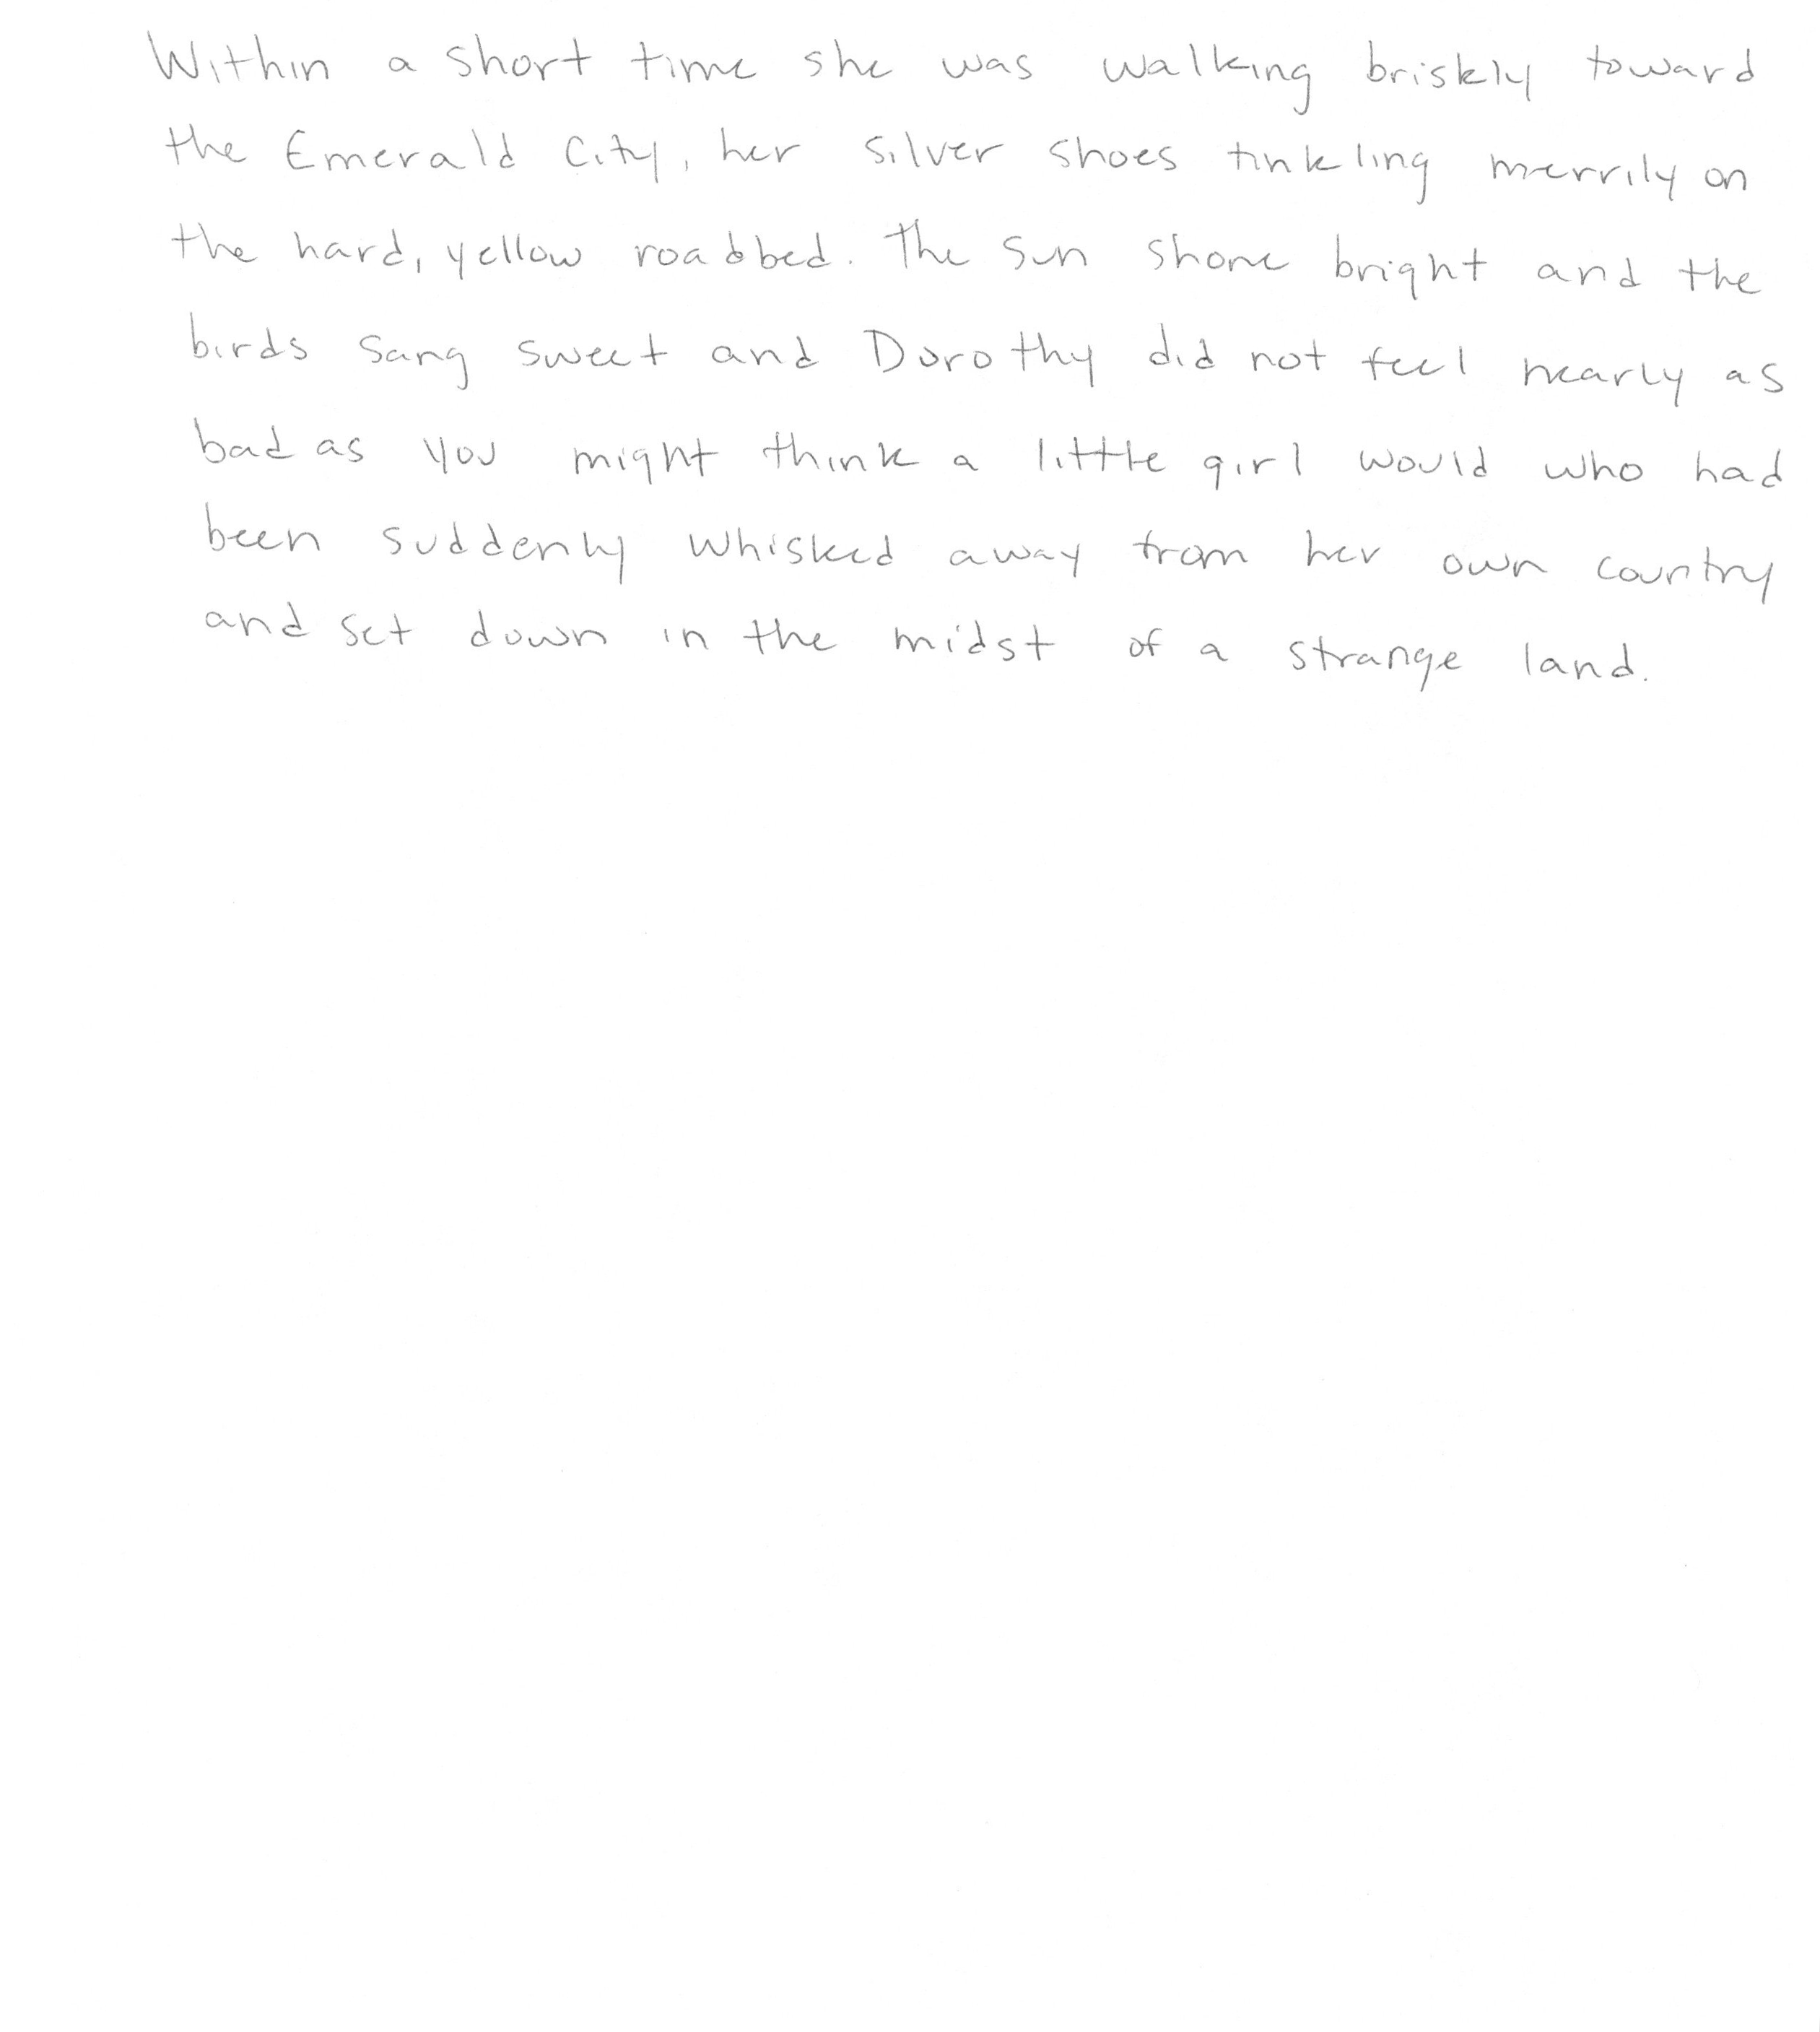 Within a short time she was walking briskly toward
the Emerald City, her silver shoes tinkling merrily on
the hard, yellow roadbed. The sun shone bright and the
birds sang sweet and Dorothy did not feel nearly as
bad as you might think a little girl would who had
been suddenly whisked away from her own country
and set down in the midst of a strange land.